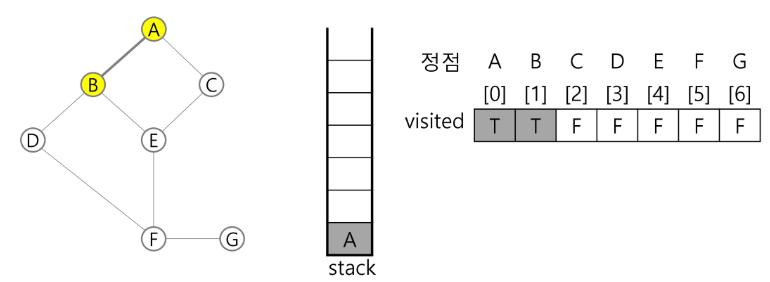 A
B
C
D
E
F
G
A
stack
정점 A B C D E F G
[0] [1] [2] [3] [4] [5] [6]
visited T T F F F F F